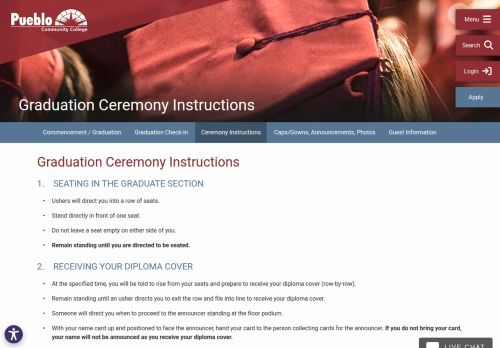 Pueblo
Community College
Menu
Search
Login
Apply
Graduation Ceremony Instructions
Commencement / Graduation
Graduation Check-In
Ceremony Instructions
Caps/Gowns, Announcements, Photos
Guest Information
Graduation Ceremony Instructions
1. SEATING IN THE GRADUATE SECTION
• Ushers will direct you into a row of seats.
• Stand directly in front of one seat.
• Do not leave a seat empty on either side of you.
• Remain standing until you are directed to be seated.
2. RECEIVING YOUR DIPLOMA COVER
• At the specified time, you will be told to rise from your seats and prepare to receive your diploma cover (row-by-row).
• Remain standing until an usher directs you to exit the row and file into line to receive your diploma cover.
• Someone will direct you when to proceed to the announcer standing at the floor podium.
• With your name card up and positioned to face the announcer, hand your card to the person collecting cards for the announcer. If you do not bring your card,
your name will not be announced as you receive your diploma cover.
LIVE CHAT